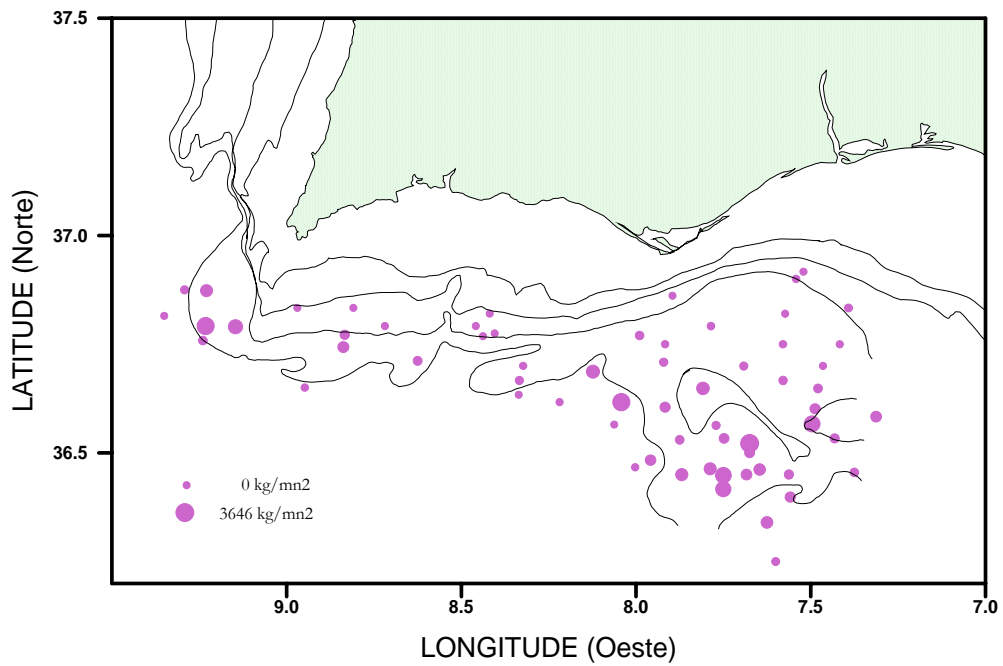 37.5
37.0
36.5
LATITUDE (Norte)
0 kg/mn2
3646 kg/mn2
9.0 8.5 8.0 7.5 7.0
LONGITUDE (Oeste)